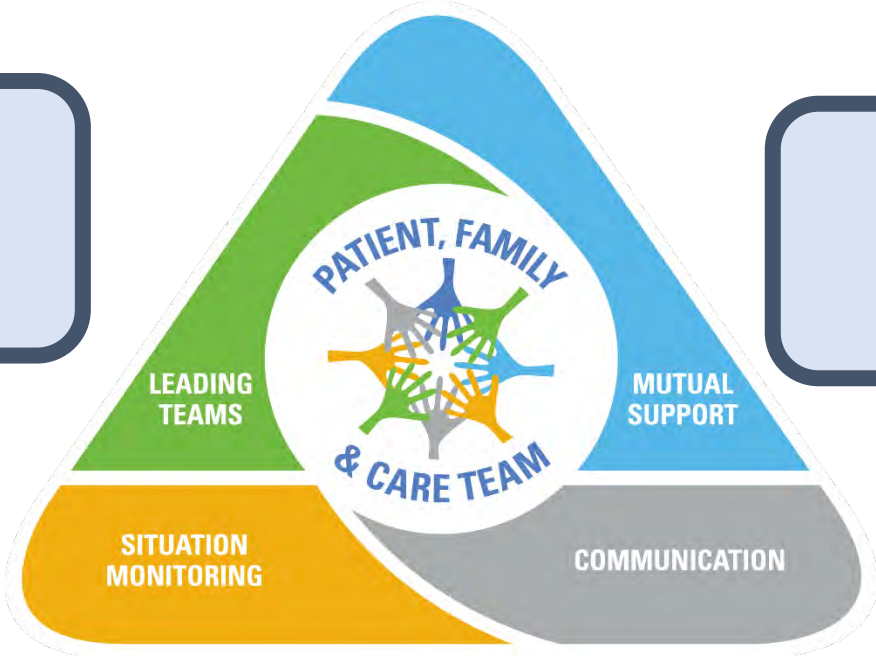 PATIENT, FAMILY
LEADING
TEAMS
MUTUAL
SUPPORT
& CARE TEAM
SITUATION
MONITORING
COMMUNICATION